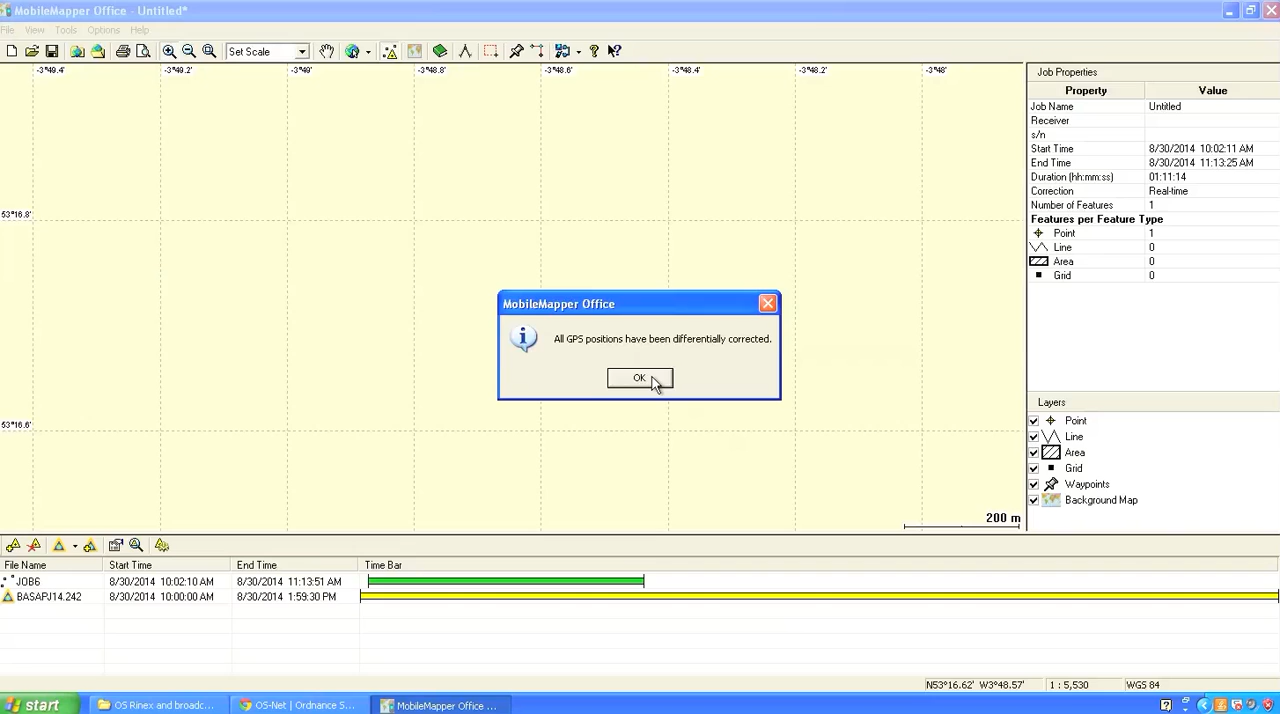 MobileMapper Office - Untitled*
File View Tools Options Help
Set Scale
-3°49.4' -3°49.2' -3°49' -3°48.8' -3°48.6' -3°48.4' -3°48.2' -3°48'
53°16.8'
53°16.6'
200 m
Job Properties
Property Value
Job Name Untitled
Receiver
s/n
Start Time 8/30/2014 10:02:11 AM
End Time 8/30/2014 11:13:25 AM
Duration (hh:mm:ss) 01:11:14
Correction Real-time
Number of Features 1
Features per Feature Type
Point 1
Line 0
Area 0
Grid 0
MobileMapper Office
All GPS positions have been differentially corrected.
OK
Layers
Point
Line
Area
Grid
Waypoints
Background Map
File Name Start Time End Time Time Bar
JOB6 8/30/2014 10:02:10 AM 8/30/2014 11:13:51 AM
BASAPJ14.242 8/30/2014 10:00:00 AM 8/30/2014 1:59:30 PM
N53°16.62' W3°48.57' 1 : 5,530 WGS 84
start OS Rinex and broadc... OS-Net | Ordnance S... MobileMapper Office ...